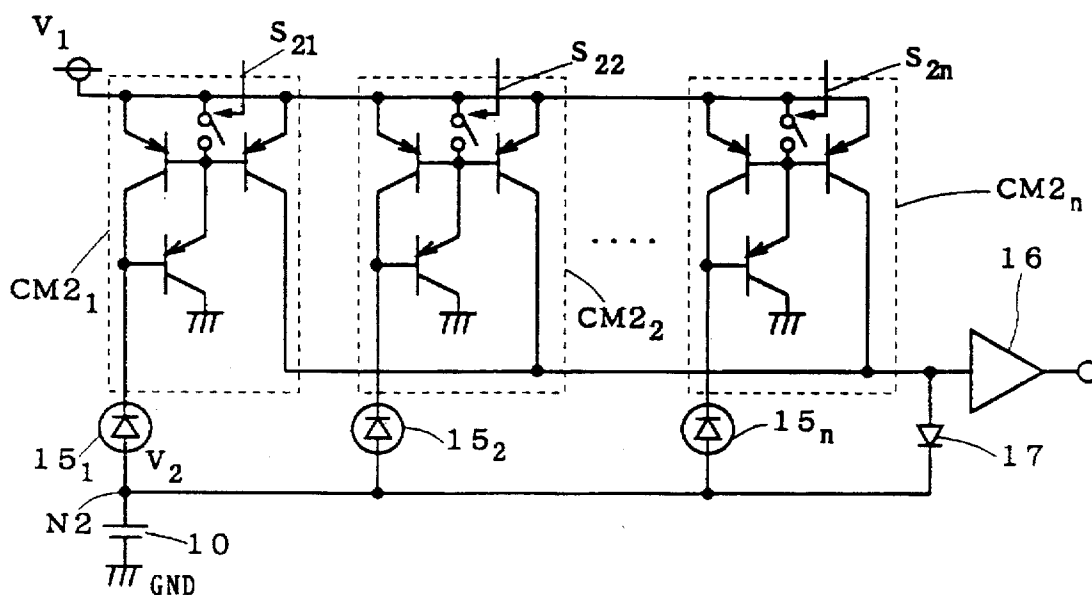 V₁
S₂₁
S₂₂
S₂ₙ
CM2₁
CM2₂
CM2ₙ
....
16
15₁
V₂
15₂
15ₙ
17
N2
10
GND